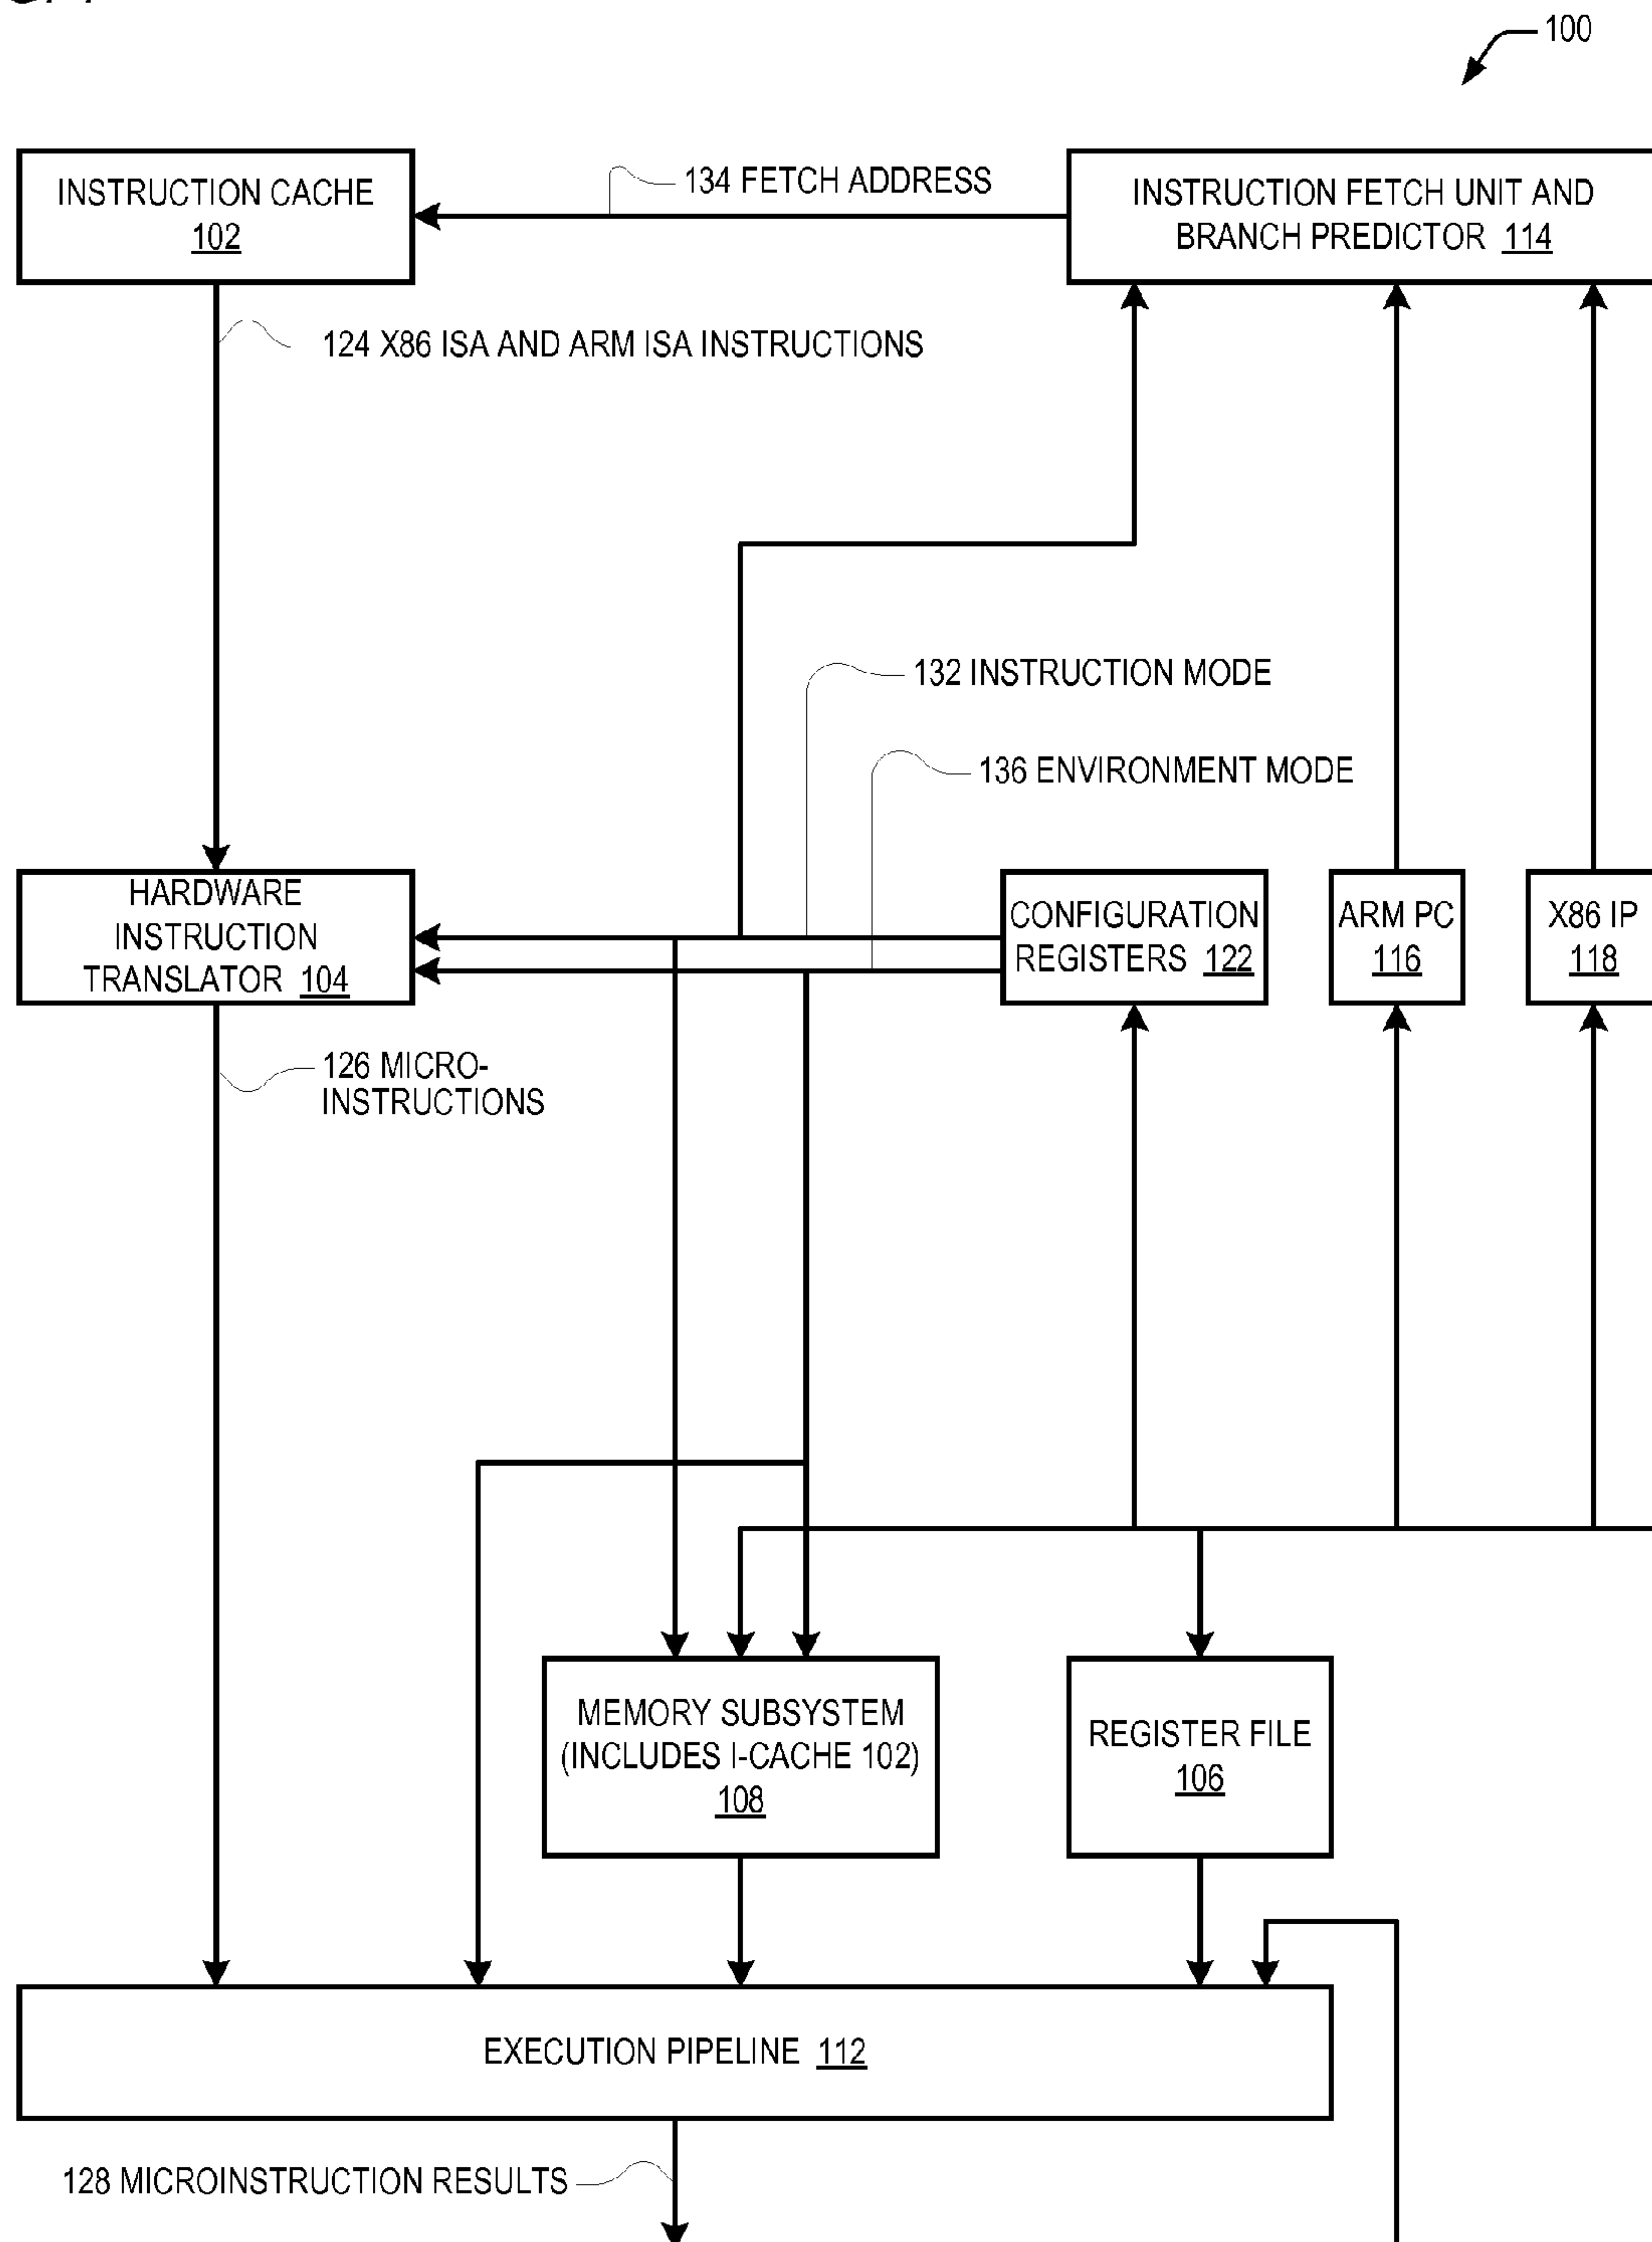 100
INSTRUCTION CACHE
102
134 FETCH ADDRESS
INSTRUCTION FETCH UNIT AND
BRANCH PREDICTOR 114
124 X86 ISA AND ARM ISA INSTRUCTIONS
132 INSTRUCTION MODE
136 ENVIRONMENT MODE
HARDWARE
INSTRUCTION
TRANSLATOR 104
CONFIGURATION
REGISTERS 122
ARM PC
116
X86 IP
118
126 MICRO-
INSTRUCTIONS
MEMORY SUBSYSTEM
(INCLUDES I-CACHE 102)
108
REGISTER FILE
106
EXECUTION PIPELINE 112
128 MICROINSTRUCTION RESULTS